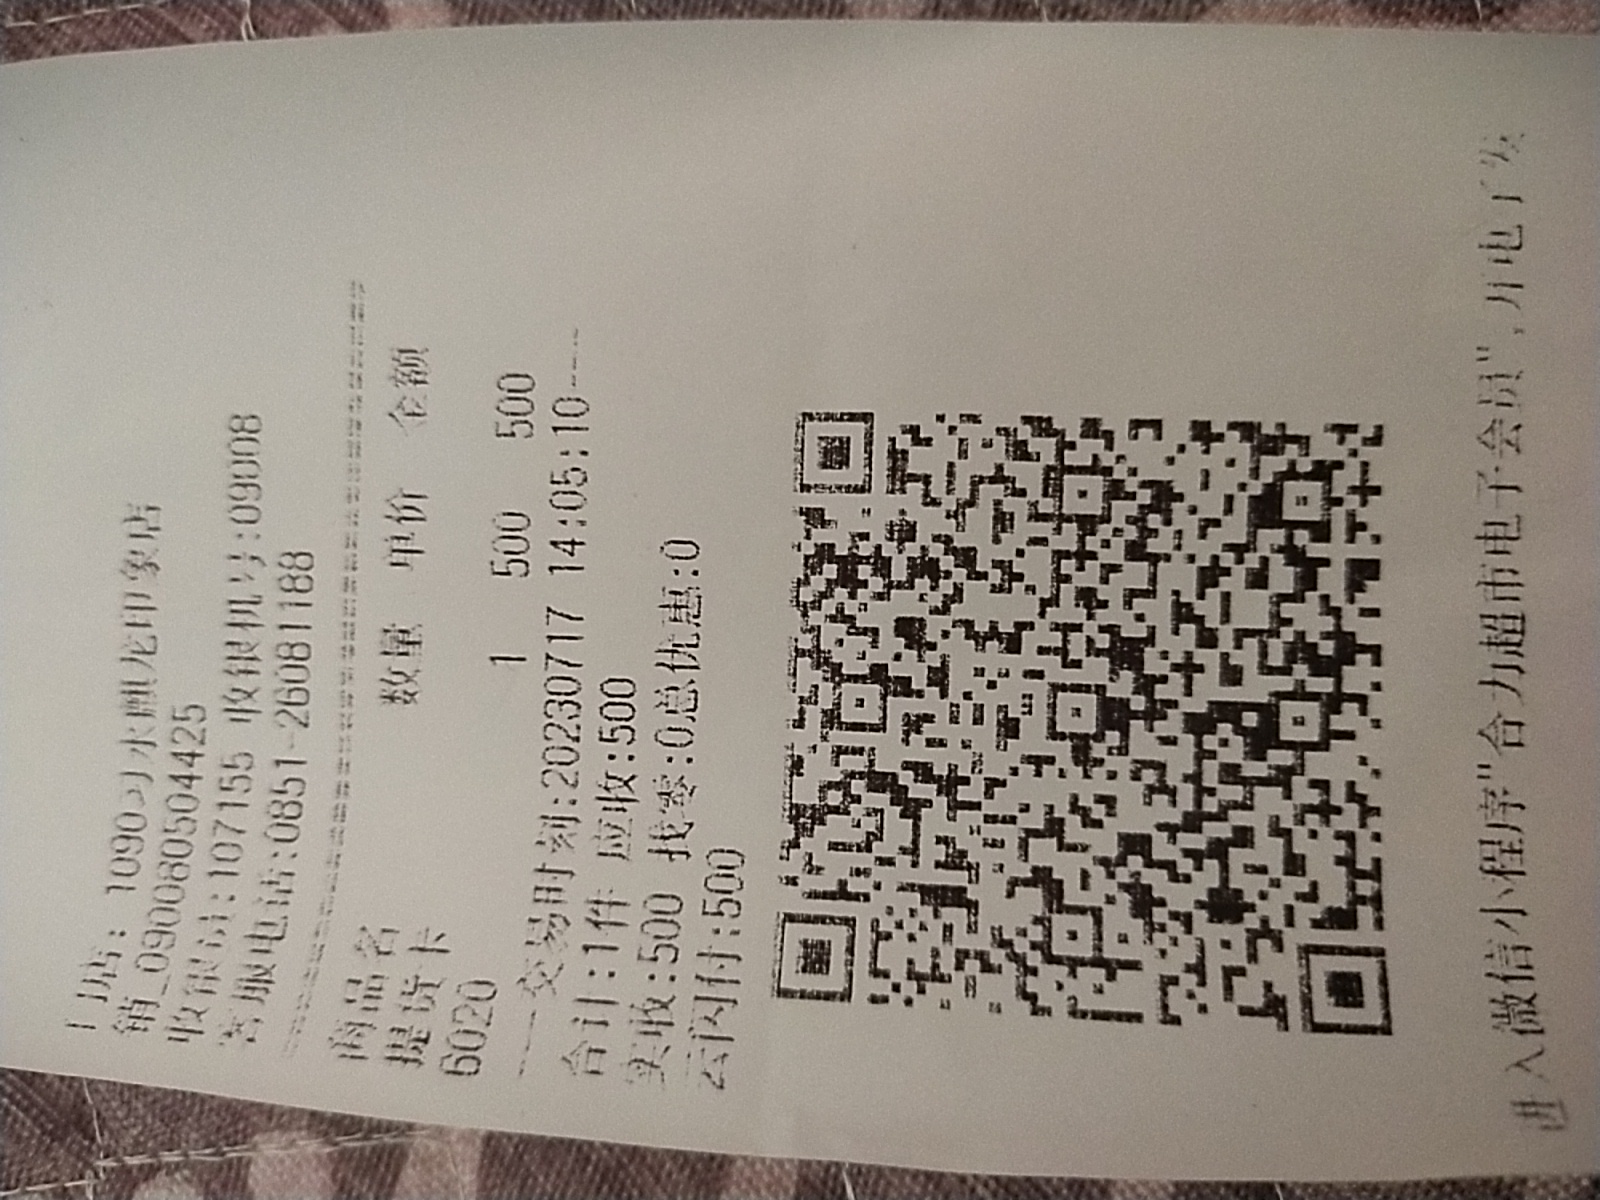 门店: 1090习水麒龙印象店
销_090080504425
收银员:107155 收银机号:09008
客服电话:0851-26081188
商品名 数量 单价 金额
提货卡
6020 1 500 500
----交易时刻:20230717 14:05:10----
合计:1件 应收:500
实收:500 找零:0总优惠:0
云闪付:500
进入微信小程序"合力超市电子会员",开电子发